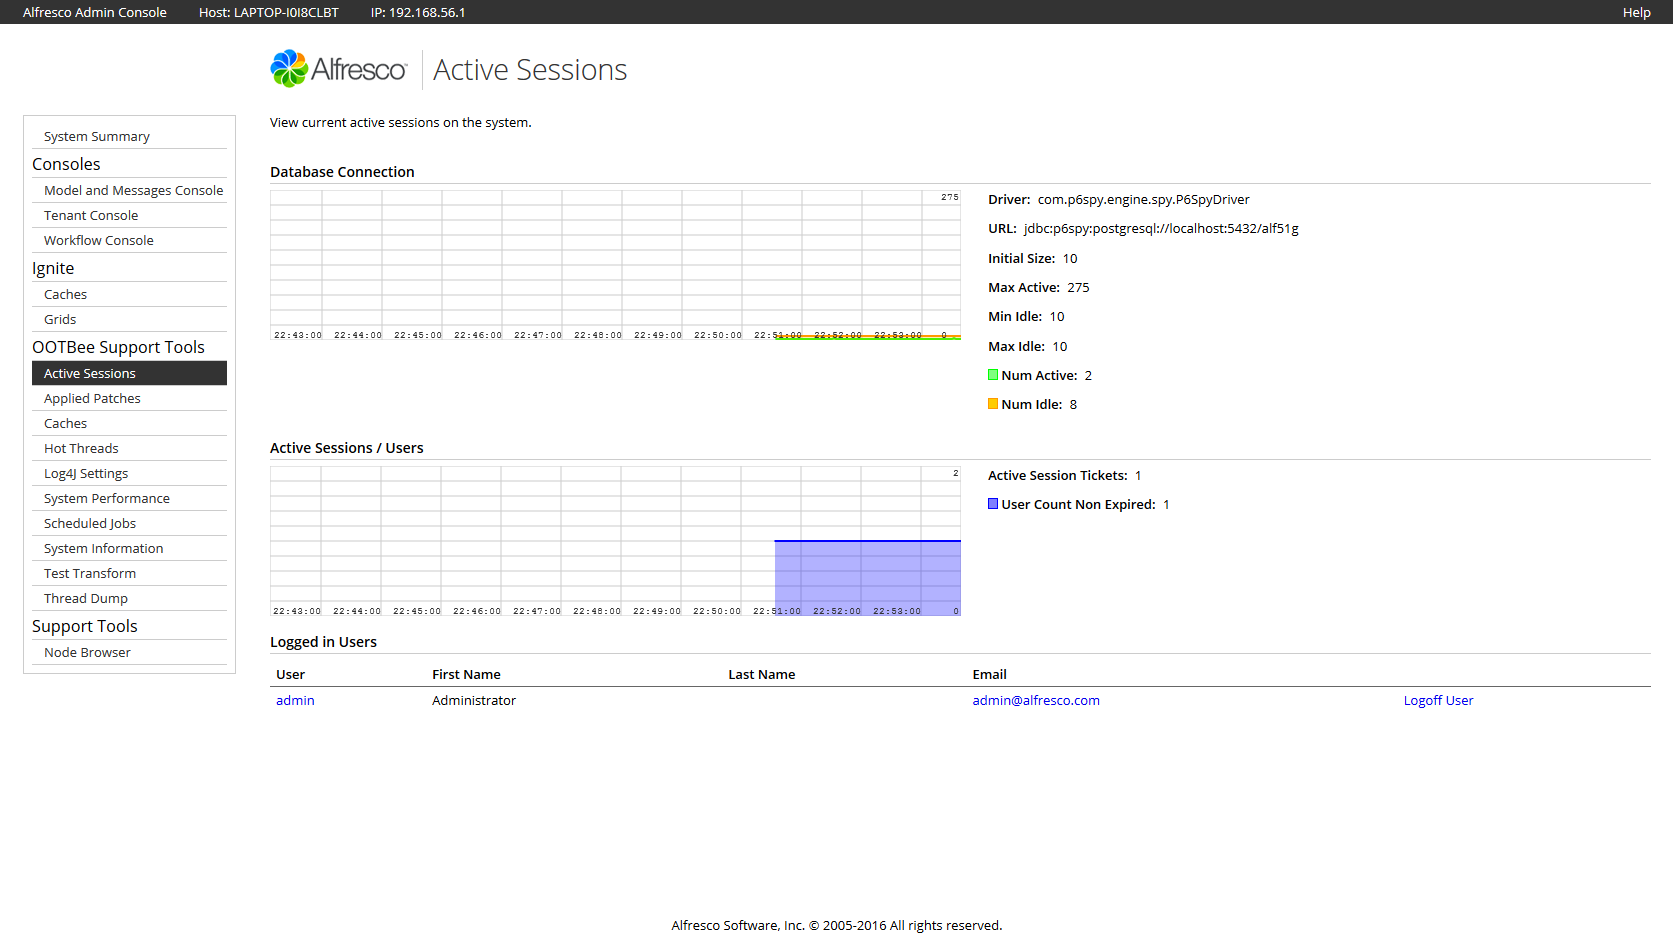 Alfresco Admin Console Host: LAPTOP-I0I8CLBT IP: 192.168.56.1 Help
Alfresco Active Sessions
View current active sessions on the system.
System Summary
Consoles
Model and Messages Console
Tenant Console
Workflow Console
Ignite
Caches
Grids
OOTBee Support Tools
Active Sessions
Applied Patches
Caches
Hot Threads
Log4J Settings
System Performance
Scheduled Jobs
System Information
Test Transform
Thread Dump
Support Tools
Node Browser
Database Connection
275
22:43:00 22:44:00 22:45:00 22:46:00 22:47:00 22:48:00 22:49:00 22:50:00 22:51:00 22:52:00 22:53:00 0
Driver: com.p6spy.engine.spy.P6SpyDriver
URL: jdbc:p6spy:postgresql://localhost:5432/alf51g
Initial Size: 10
Max Active: 275
Min Idle: 10
Max Idle: 10
Num Active: 2
Num Idle: 8
Active Sessions / Users
2
22:43:00 22:44:00 22:45:00 22:46:00 22:47:00 22:48:00 22:49:00 22:50:00 22:51:00 22:52:00 22:53:00 0
Active Session Tickets: 1
User Count Non Expired: 1
Logged in Users
User First Name Last Name Email
admin Administrator admin@alfresco.com Logoff User
Alfresco Software, Inc. © 2005-2016 All rights reserved.